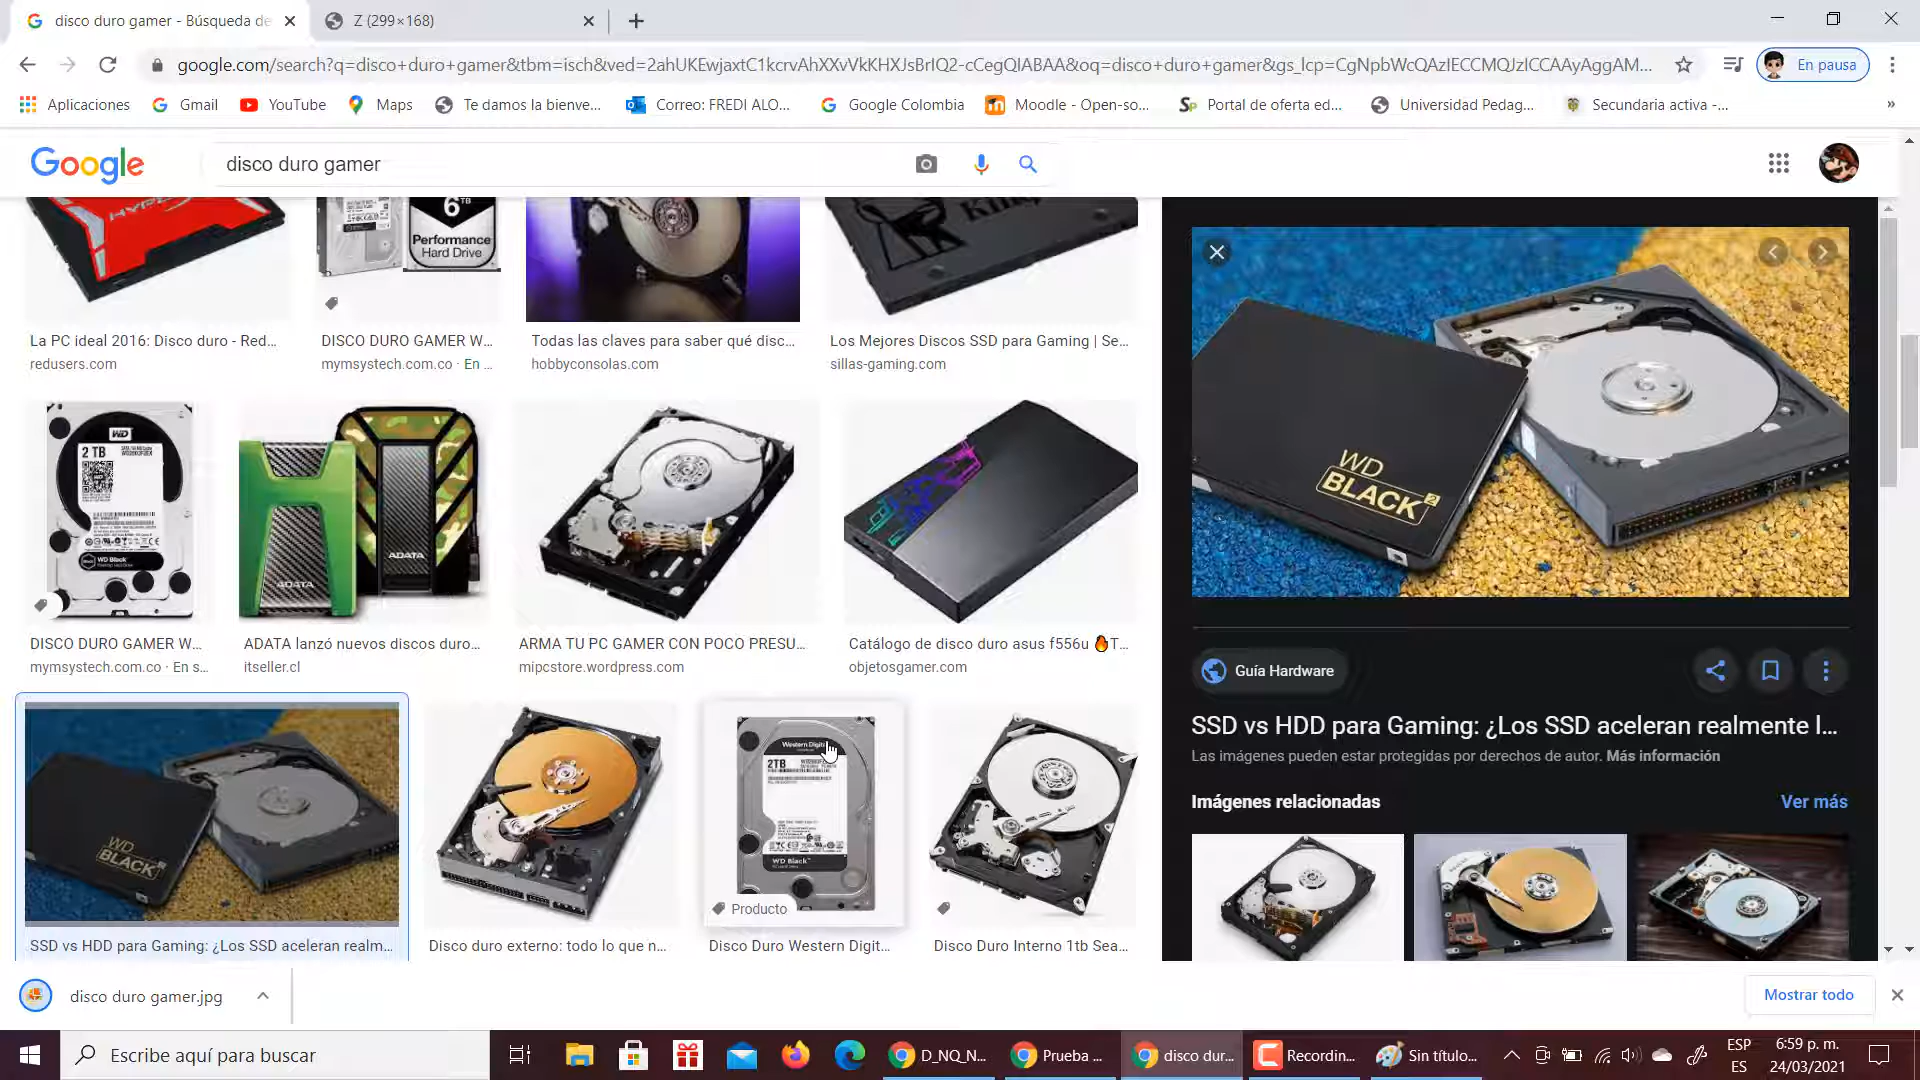 disco duro gamer - Búsqueda de
Z (299×168)
google.com/search?q=disco+duro+gamer&tbm=isch&ved=2ahUKEwjaxtC1kcrvAhXXvVkKHXJsBrIQ2-cCegQIABAA&oq=disco+duro+gamer&gs_lcp=CgNpbWcQAzIECCMQJzICCAAyAggAM...
En pausa
Aplicaciones
Gmail
YouTube
Maps
Te damos la bienve...
Correo: FREDI ALO...
Google Colombia
Moodle - Open-so...
Portal de oferta ed...
Universidad Pedag...
Secundaria activa -...
»
Google
disco duro gamer
6TB
Performance
Hard Drive
La PC ideal 2016: Disco duro - Red...
redusers.com
DISCO DURO GAMER W...
mymsystech.com.co · En ...
Todas las claves para saber qué disc...
hobbyconsolas.com
Los Mejores Discos SSD para Gaming | Se...
sillas-gaming.com
WD
2 TB
WD Black
ADATA
ADATA
WD
BLACK²
DISCO DURO GAMER W...
mymsystech.com.co · En s...
ADATA lanzó nuevos discos duro...
itseller.cl
ARMA TU PC GAMER CON POCO PRESU...
mipcstore.wordpress.com
Catálogo de disco duro asus f556u 🔥T...
objetosgamer.com
Guía Hardware
SSD vs HDD para Gaming: ¿Los SSD aceleran realmente l...
Las imágenes pueden estar protegidas por derechos de autor. Más información
Imágenes relacionadas
Ver más
WD
BLACK
Western Digit
2TB
WD Black
Producto
SSD vs HDD para Gaming: ¿Los SSD aceleran realm...
Disco duro externo: todo lo que n...
Disco Duro Western Digit...
Disco Duro Interno 1tb Sea...
disco duro gamer.jpg
Mostrar todo
Escribe aquí para buscar
D_NQ_N...
Prueba ...
disco dur...
Recordin...
Sin título...
ESP
ES
6:59 p. m.
24/03/2021